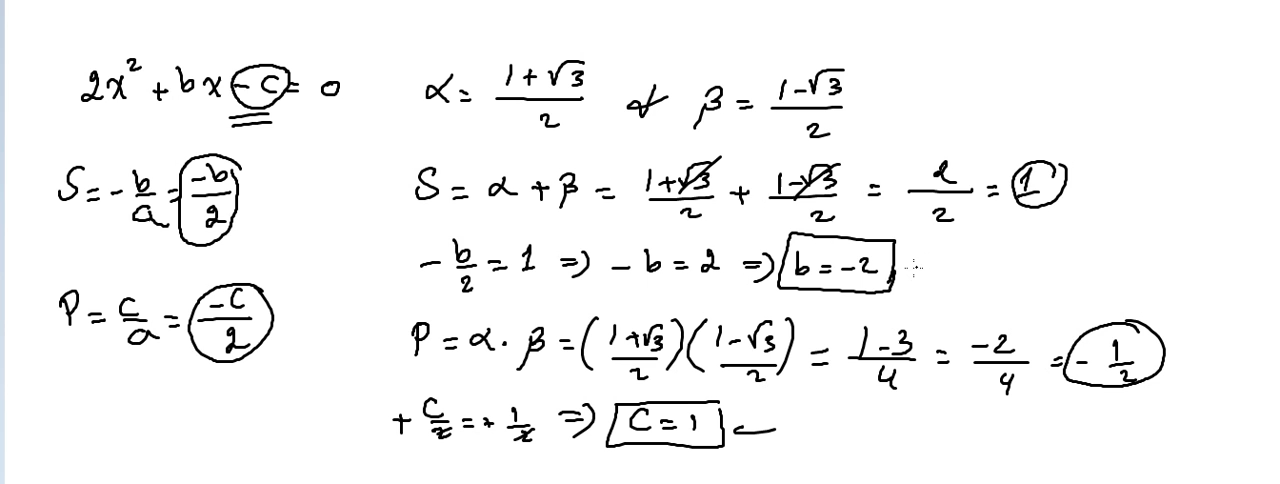 2x² + bx - c = 0
α = (1+√3)/2 & β = (1-√3)/2
S = -b/a = -b/2
S = α + β = (1+√3)/2 + (1-√3)/2 = 2/2 = 1
-b/2 = 1 ⇒ -b = 2 ⇒ b = -2
P = c/a = -c/2
P = α · β = ((1+√3)/2)((1-√3)/2) = (1-3)/4 = -2/4 = -1/2
+ c/2 = + 1/2 ⇒ C = 1